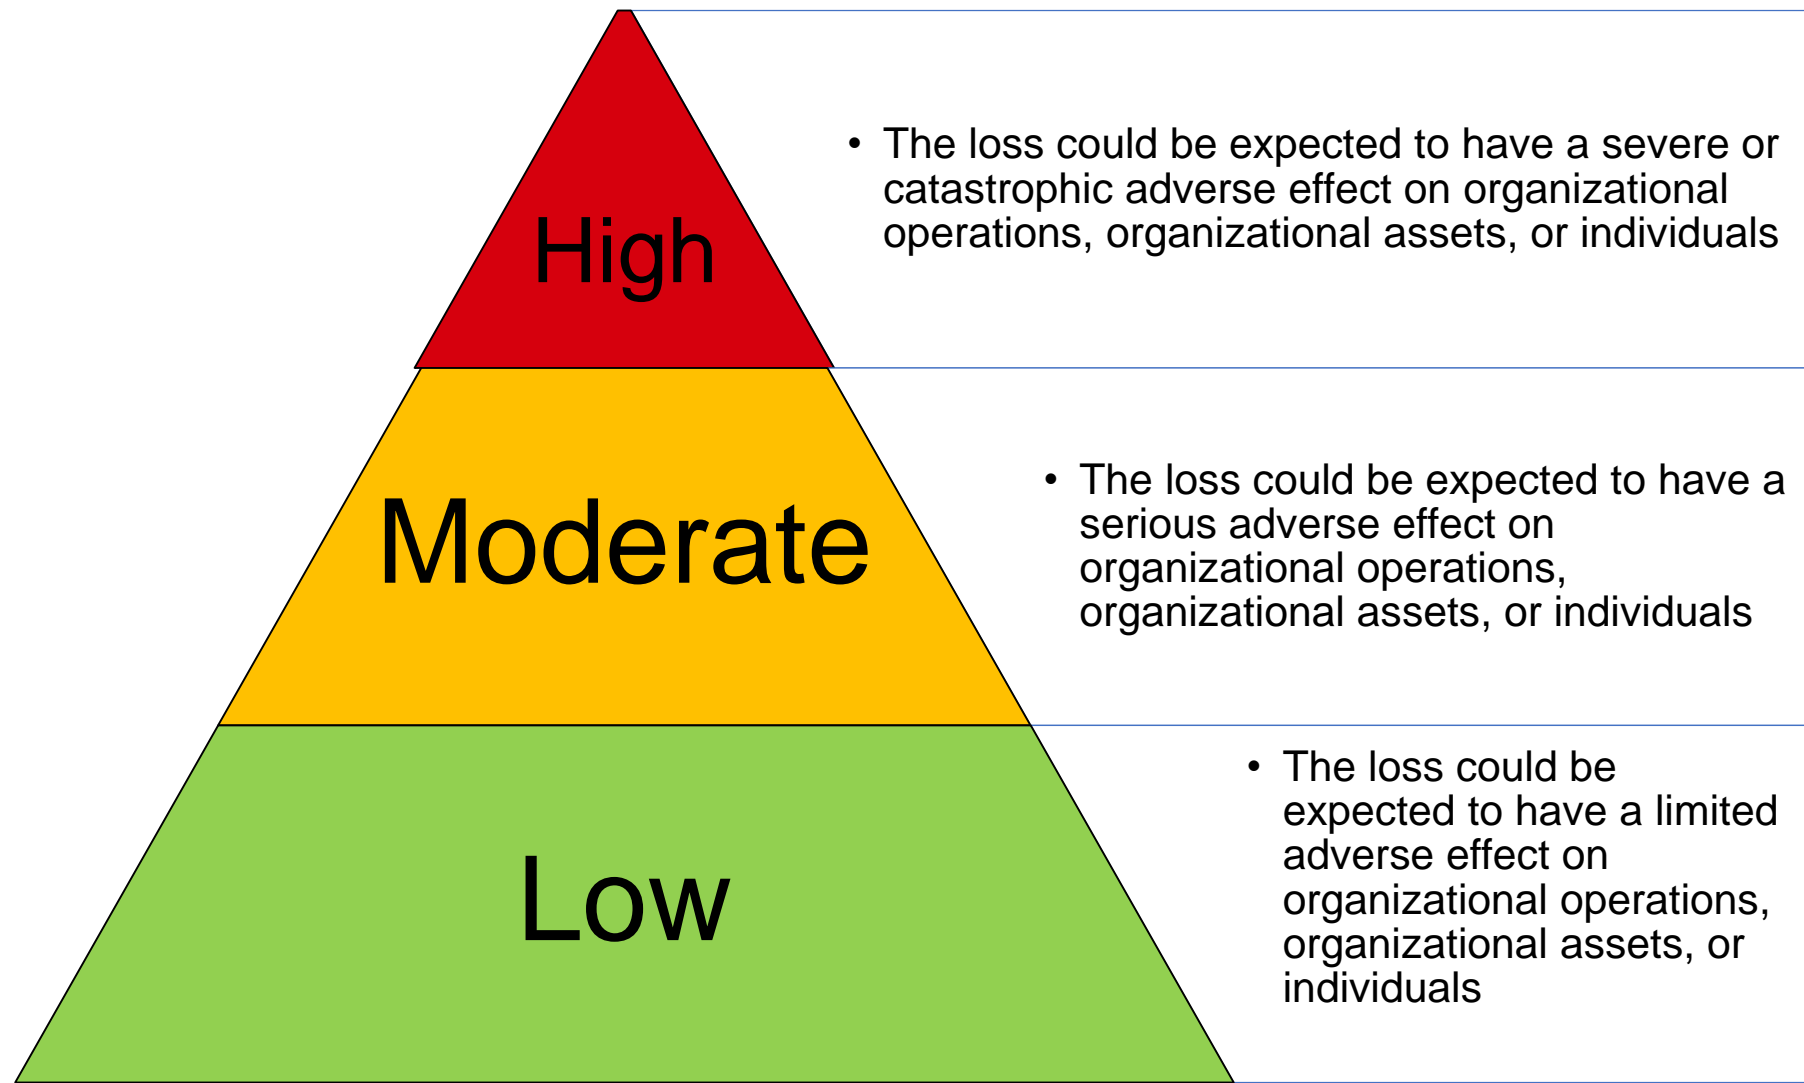 High
• The loss could be expected to have a severe or
catastrophic adverse effect on organizational
operations, organizational assets, or individuals
Moderate
• The loss could be expected to have a
serious adverse effect on
organizational operations,
organizational assets, or individuals
Low
• The loss could be
expected to have a limited
adverse effect on
organizational operations,
organizational assets, or
individuals